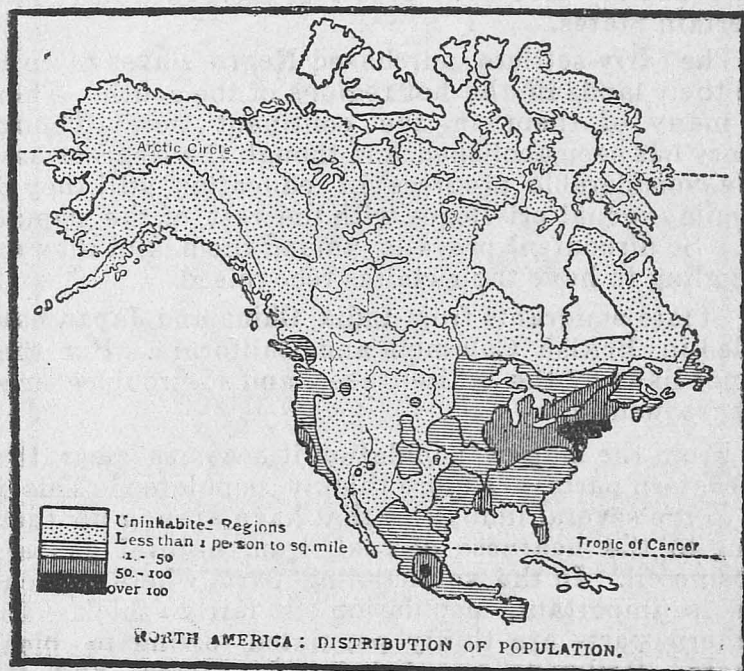 Arctic Circle
Uninhabited Regions
Less than 1 person to sq.mile
1. - 50
50. - 100
over 100
Tropic of Cancer
NORTH AMERICA: DISTRIBUTION OF POPULATION.